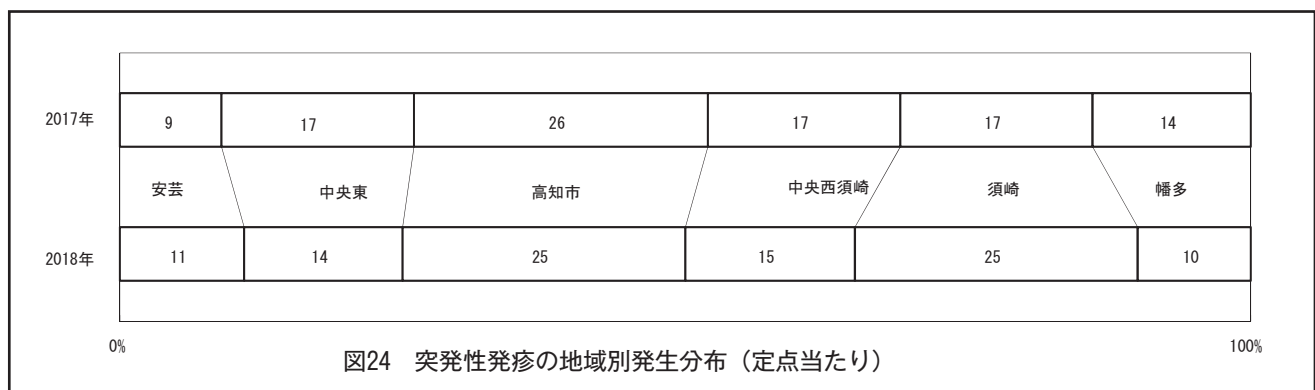 2017年
9 17 26 17 17 14
安芸 中央東 高知市 中央西須崎 須崎 幡多
2018年
11 14 25 15 25 10
0% 100%
図24 突発性発疹の地域別発生分布（定点当たり）